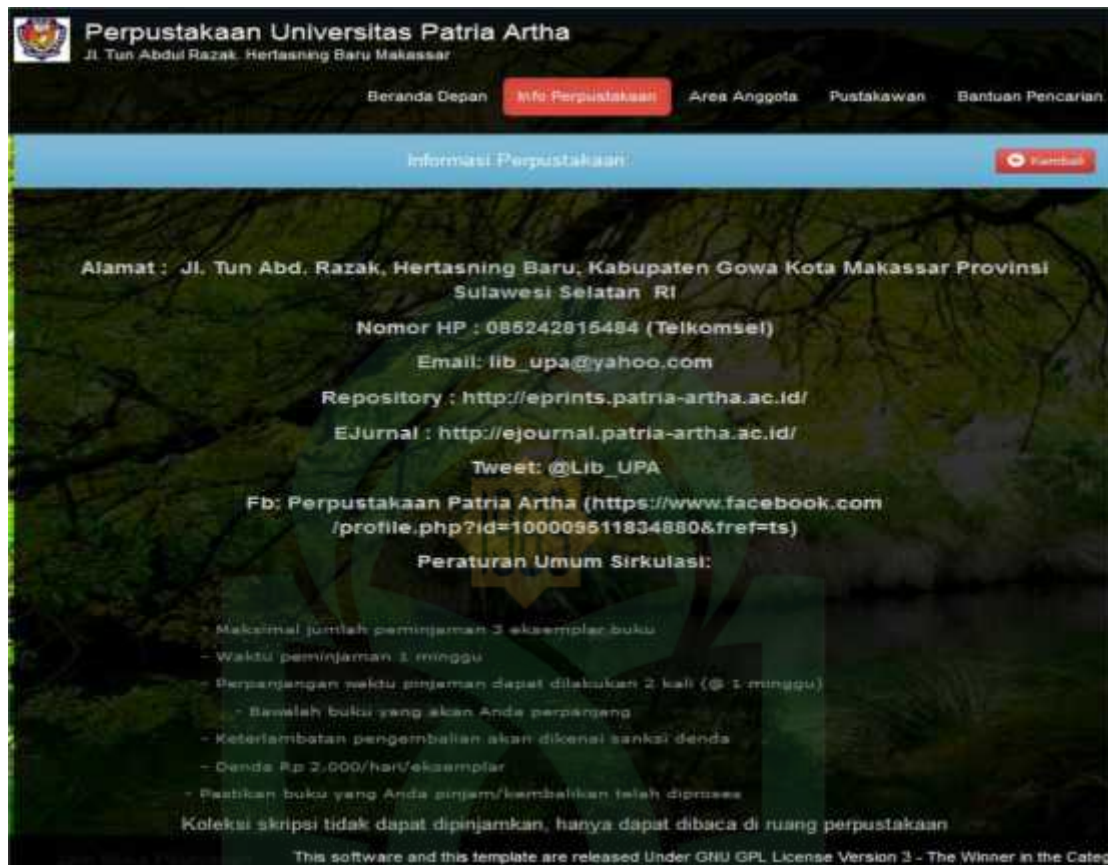 Perpustakaan Universitas Patria Artha
Jl. Tun Abdul Razak. Hertasning Baru Makassar
Beranda Depan Info Perpustakaan Area Anggota Pustakawan Bantuan Pencarian
Informasi Perpustakaan
Kembali
Alamat : Jl. Tun Abd. Razak, Hertasning Baru, Kabupaten Gowa Kota Makassar Provinsi
Sulawesi Selatan RI
Nomor HP : 085242815484 (Telkomsel)
Email: lib_upa@yahoo.com
Repository : http://eprints.patria-artha.ac.id/
EJurnal : http://ejournal.patria-artha.ac.id/
Tweet: @Lib_UPA
Fb: Perpustakaan Patria Artha (https://www.facebook.com
/profile.php?id=100009511834880&fref=ts)
Peraturan Umum Sirkulasi:
- Maksimal jumlah peminjaman 3 eksemplar buku
- Waktu peminjaman 1 minggu
- Perpanjangan waktu pinjaman dapat dilakukan 2 kali (@ 1 minggu)
- Bawalah buku yang akan Anda perpanjang
- Keterlambatan pengembalian akan dikenai sanksi denda
- Denda Rp 2.000/hari/eksemplar
- Pastikan buku yang Anda pinjam/kembalikan telah diproses
Koleksi skripsi tidak dapat dipinjamkan, hanya dapat dibaca di ruang perpustakaan
This software and this template are released Under GNU GPL License Version 3 - The Winner in the Cate